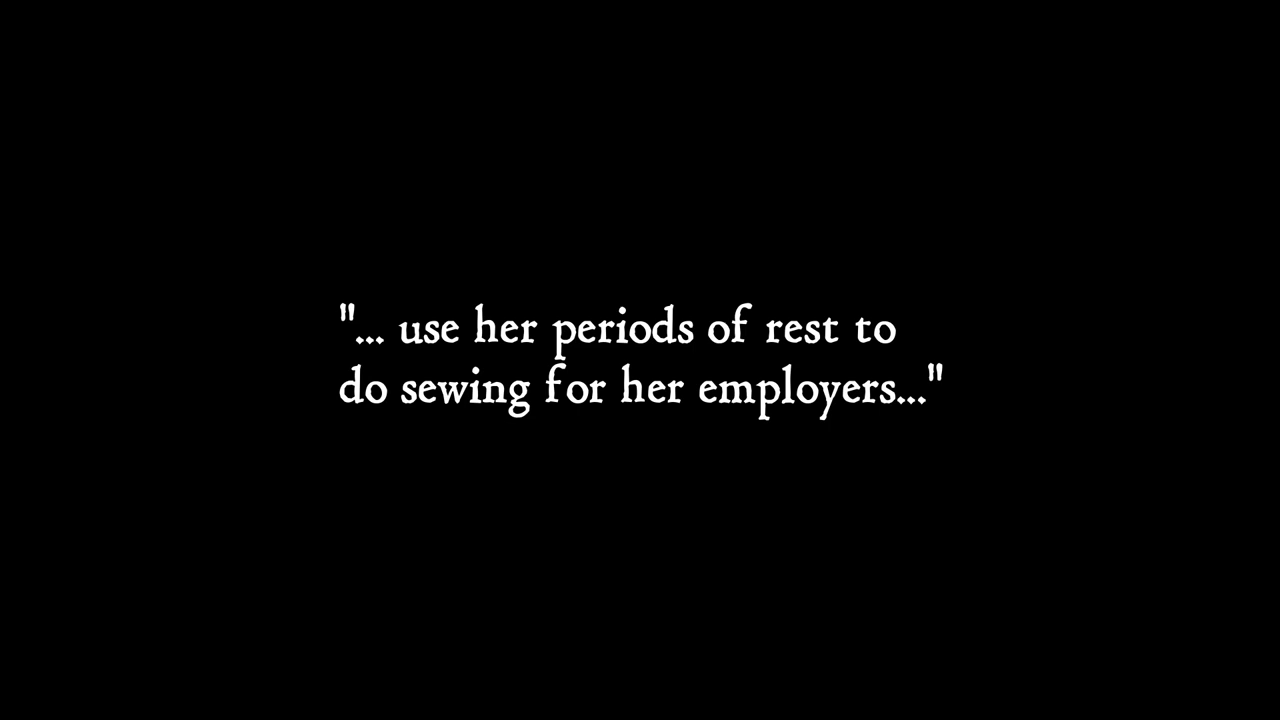 "... use her periods of rest to
do sewing for her employers..."